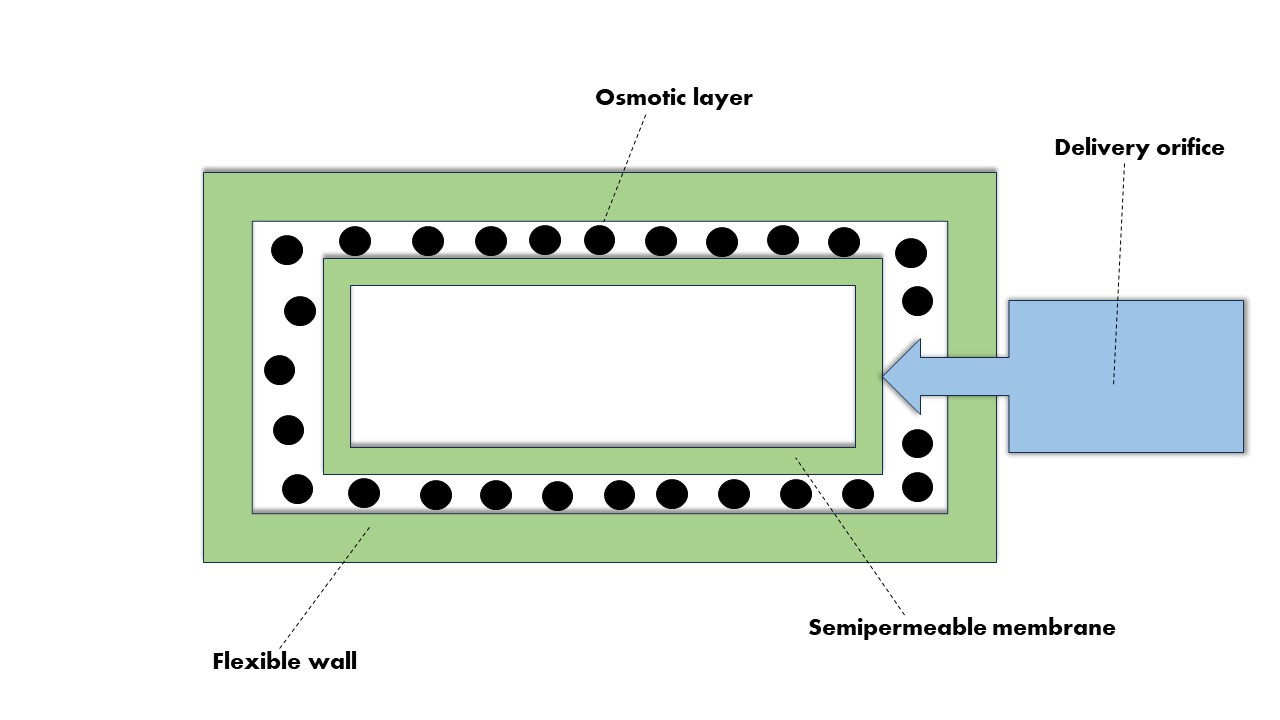 Osmotic layer
Delivery orifice
Semipermeable membrane
Flexible wall